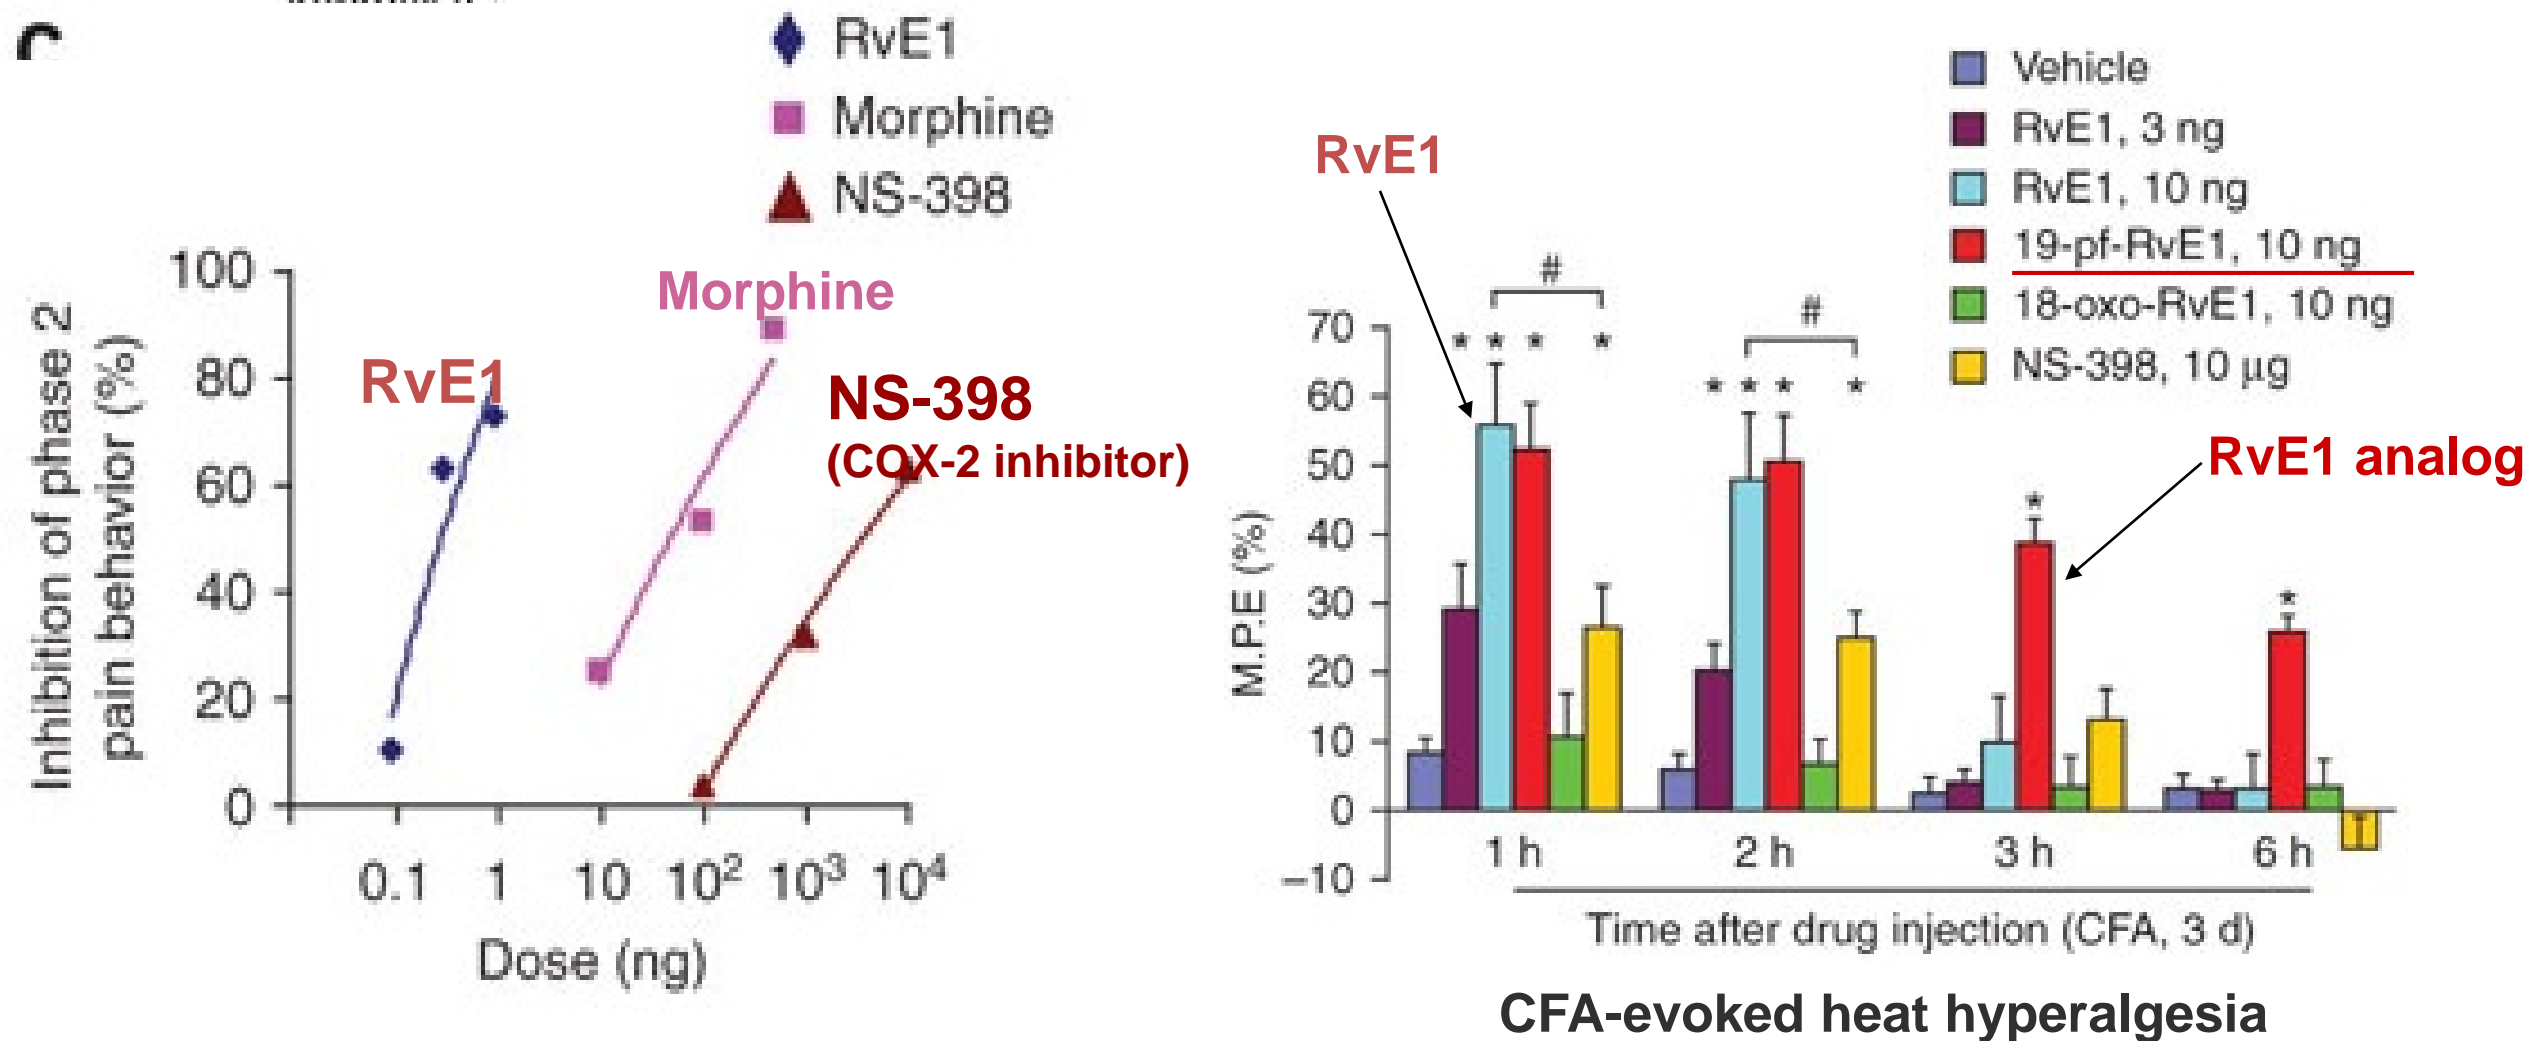 RvE1
Morphine
NS-398
100
80
60
40
20
0
Inhibition of phase 2
pain behavior (%)
RvE1
Morphine
NS-398
(COX-2 inhibitor)
0.1 1 10 10² 10³ 10⁴
Dose (ng)
Vehicle
RvE1, 3 ng
RvE1, 10 ng
19-pf-RvE1, 10 ng
18-oxo-RvE1, 10 ng
NS-398, 10 µg
RvE1
RvE1 analog
# #
* * * *
* * * *
*
*
70
60
50
40
30
20
10
0
–10
M.P.E (%)
1 h 2 h 3 h 6 h
Time after drug injection (CFA, 3 d)
CFA-evoked heat hyperalgesia